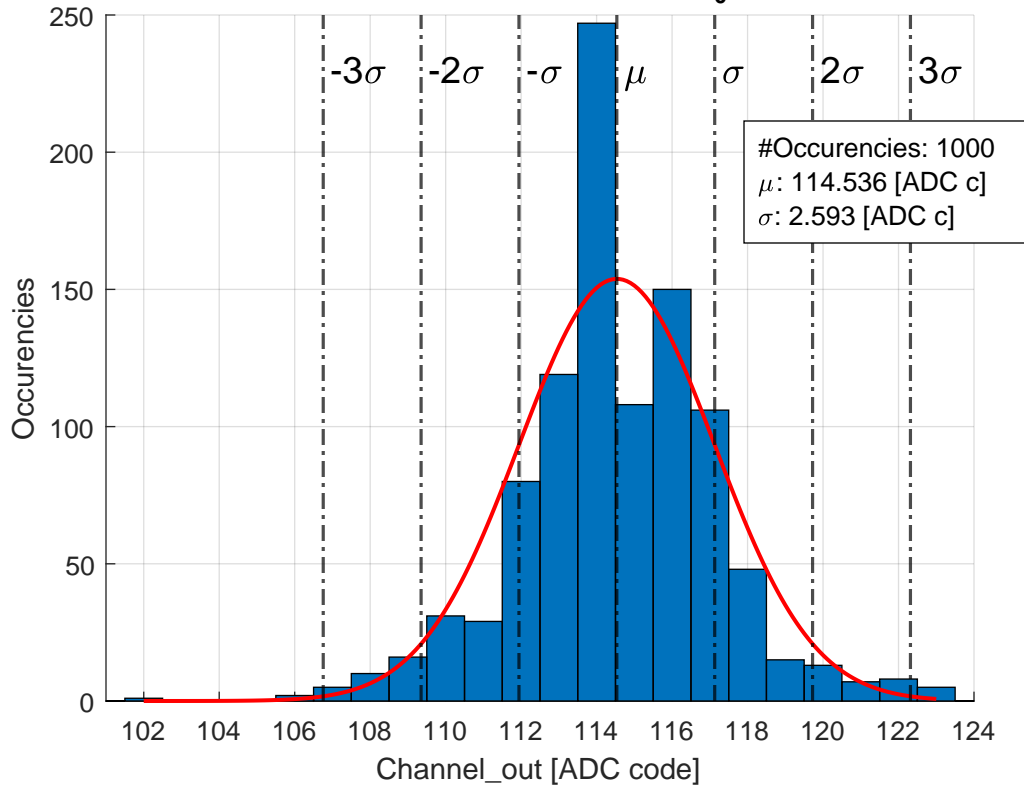 250
200
150
100
50
0
Occurencies
-3σ
-2σ
-σ
μ
σ
2σ
3σ
#Occurencies: 1000
μ: 114.536 [ADC c]
σ: 2.593 [ADC c]
102 104 106 108 110 112 114 116 118 120 122 124
Channel_out [ADC code]